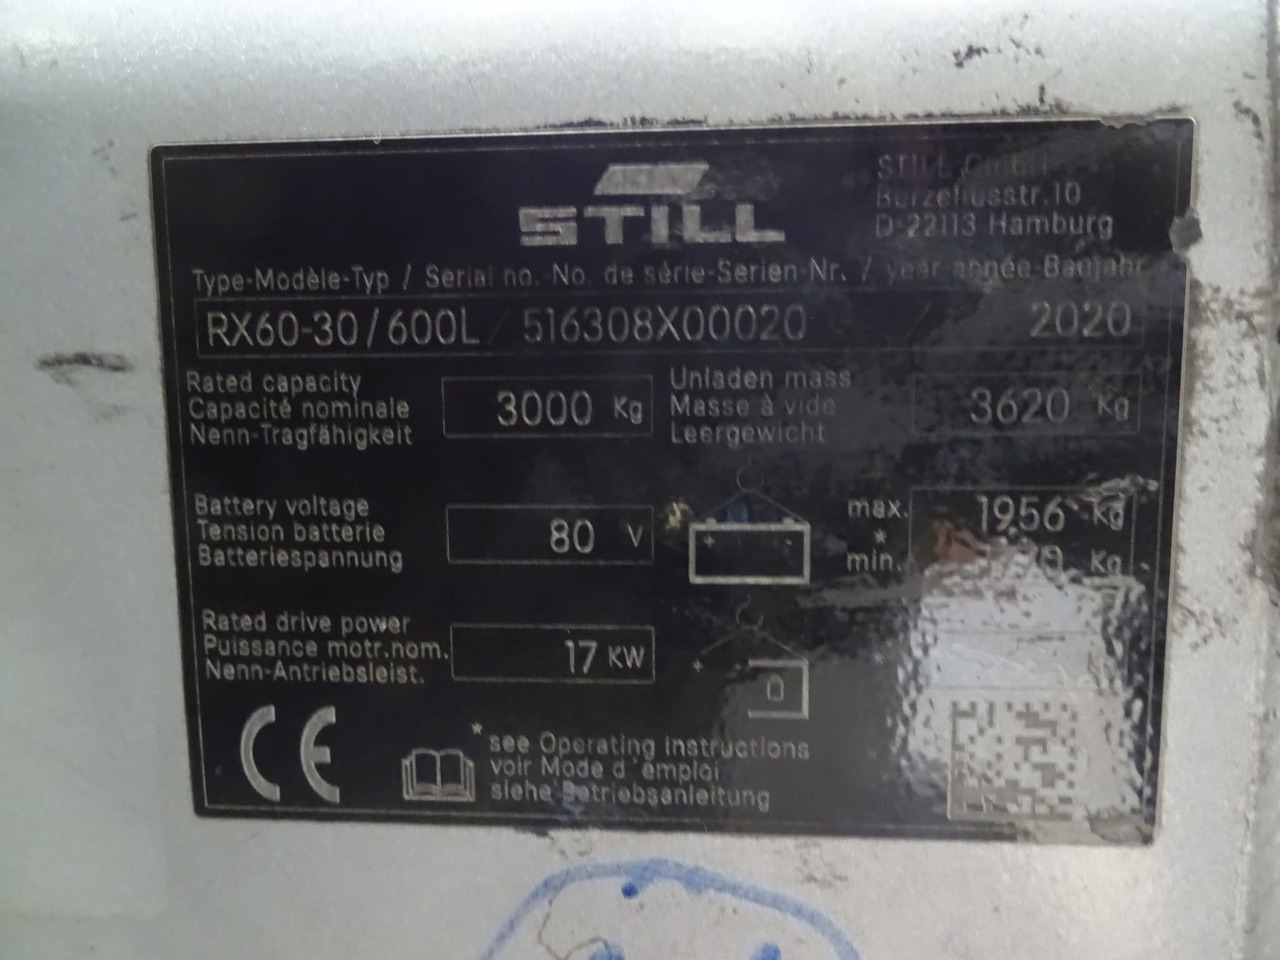 STILL
STILL GmbH
Berzeliusstr.10
D-22113 Hamburg
Type-Modèle-Typ / Serial no.-No. de série-Serien-Nr. / year-année-Baujahr
RX60-30/600L / 516308X00020 / 2020
Rated capacity
Capacité nominale
Nenn-Tragfähigkeit
3000 Kg
Unladen mass
Masse à vide
Leergewicht
3620 Kg
Battery voltage
Tension batterie
Batteriespannung
80 V
+ -
max. 1956 Kg
*
min. Kg
Rated drive power
Puissance motr.nom.
Nenn-Antriebsleist.
17 KW
+
*
CE
*see Operating instructions
voir Mode d'emploi
siehe Betriebsanleitung